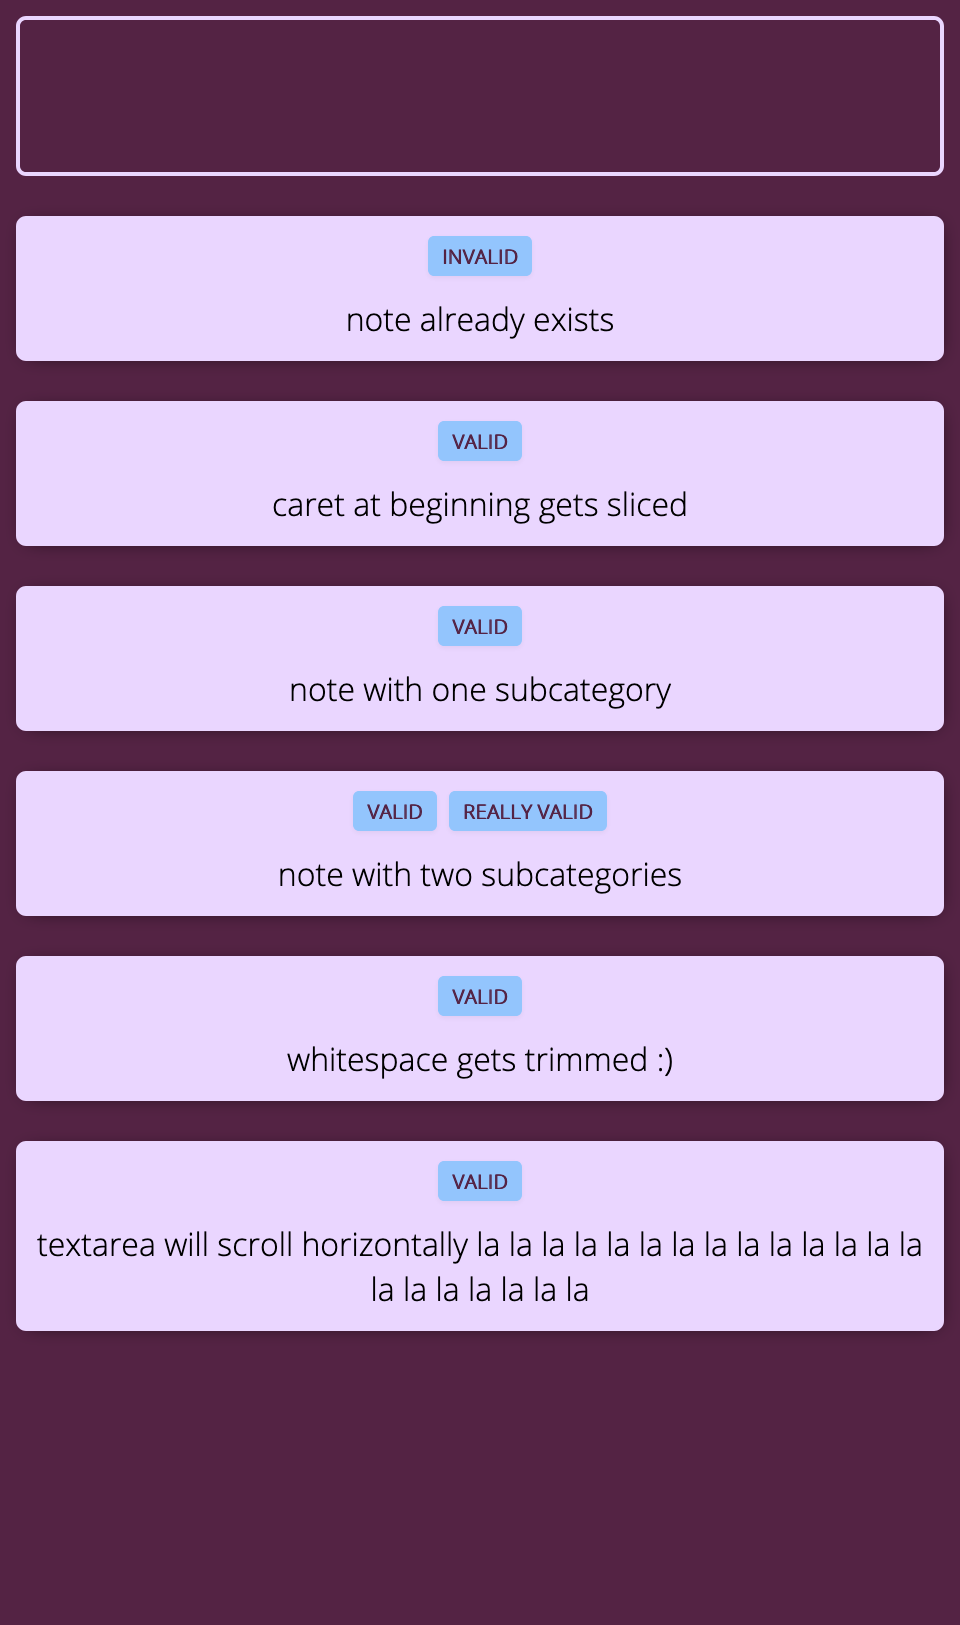 INVALID
note already exists
VALID
caret at beginning gets sliced
VALID
note with one subcategory
VALID REALLY VALID
note with two subcategories
VALID
whitespace gets trimmed :)
VALID
textarea will scroll horizontally la la la la la la la la la la la la la la
la la la la la la la